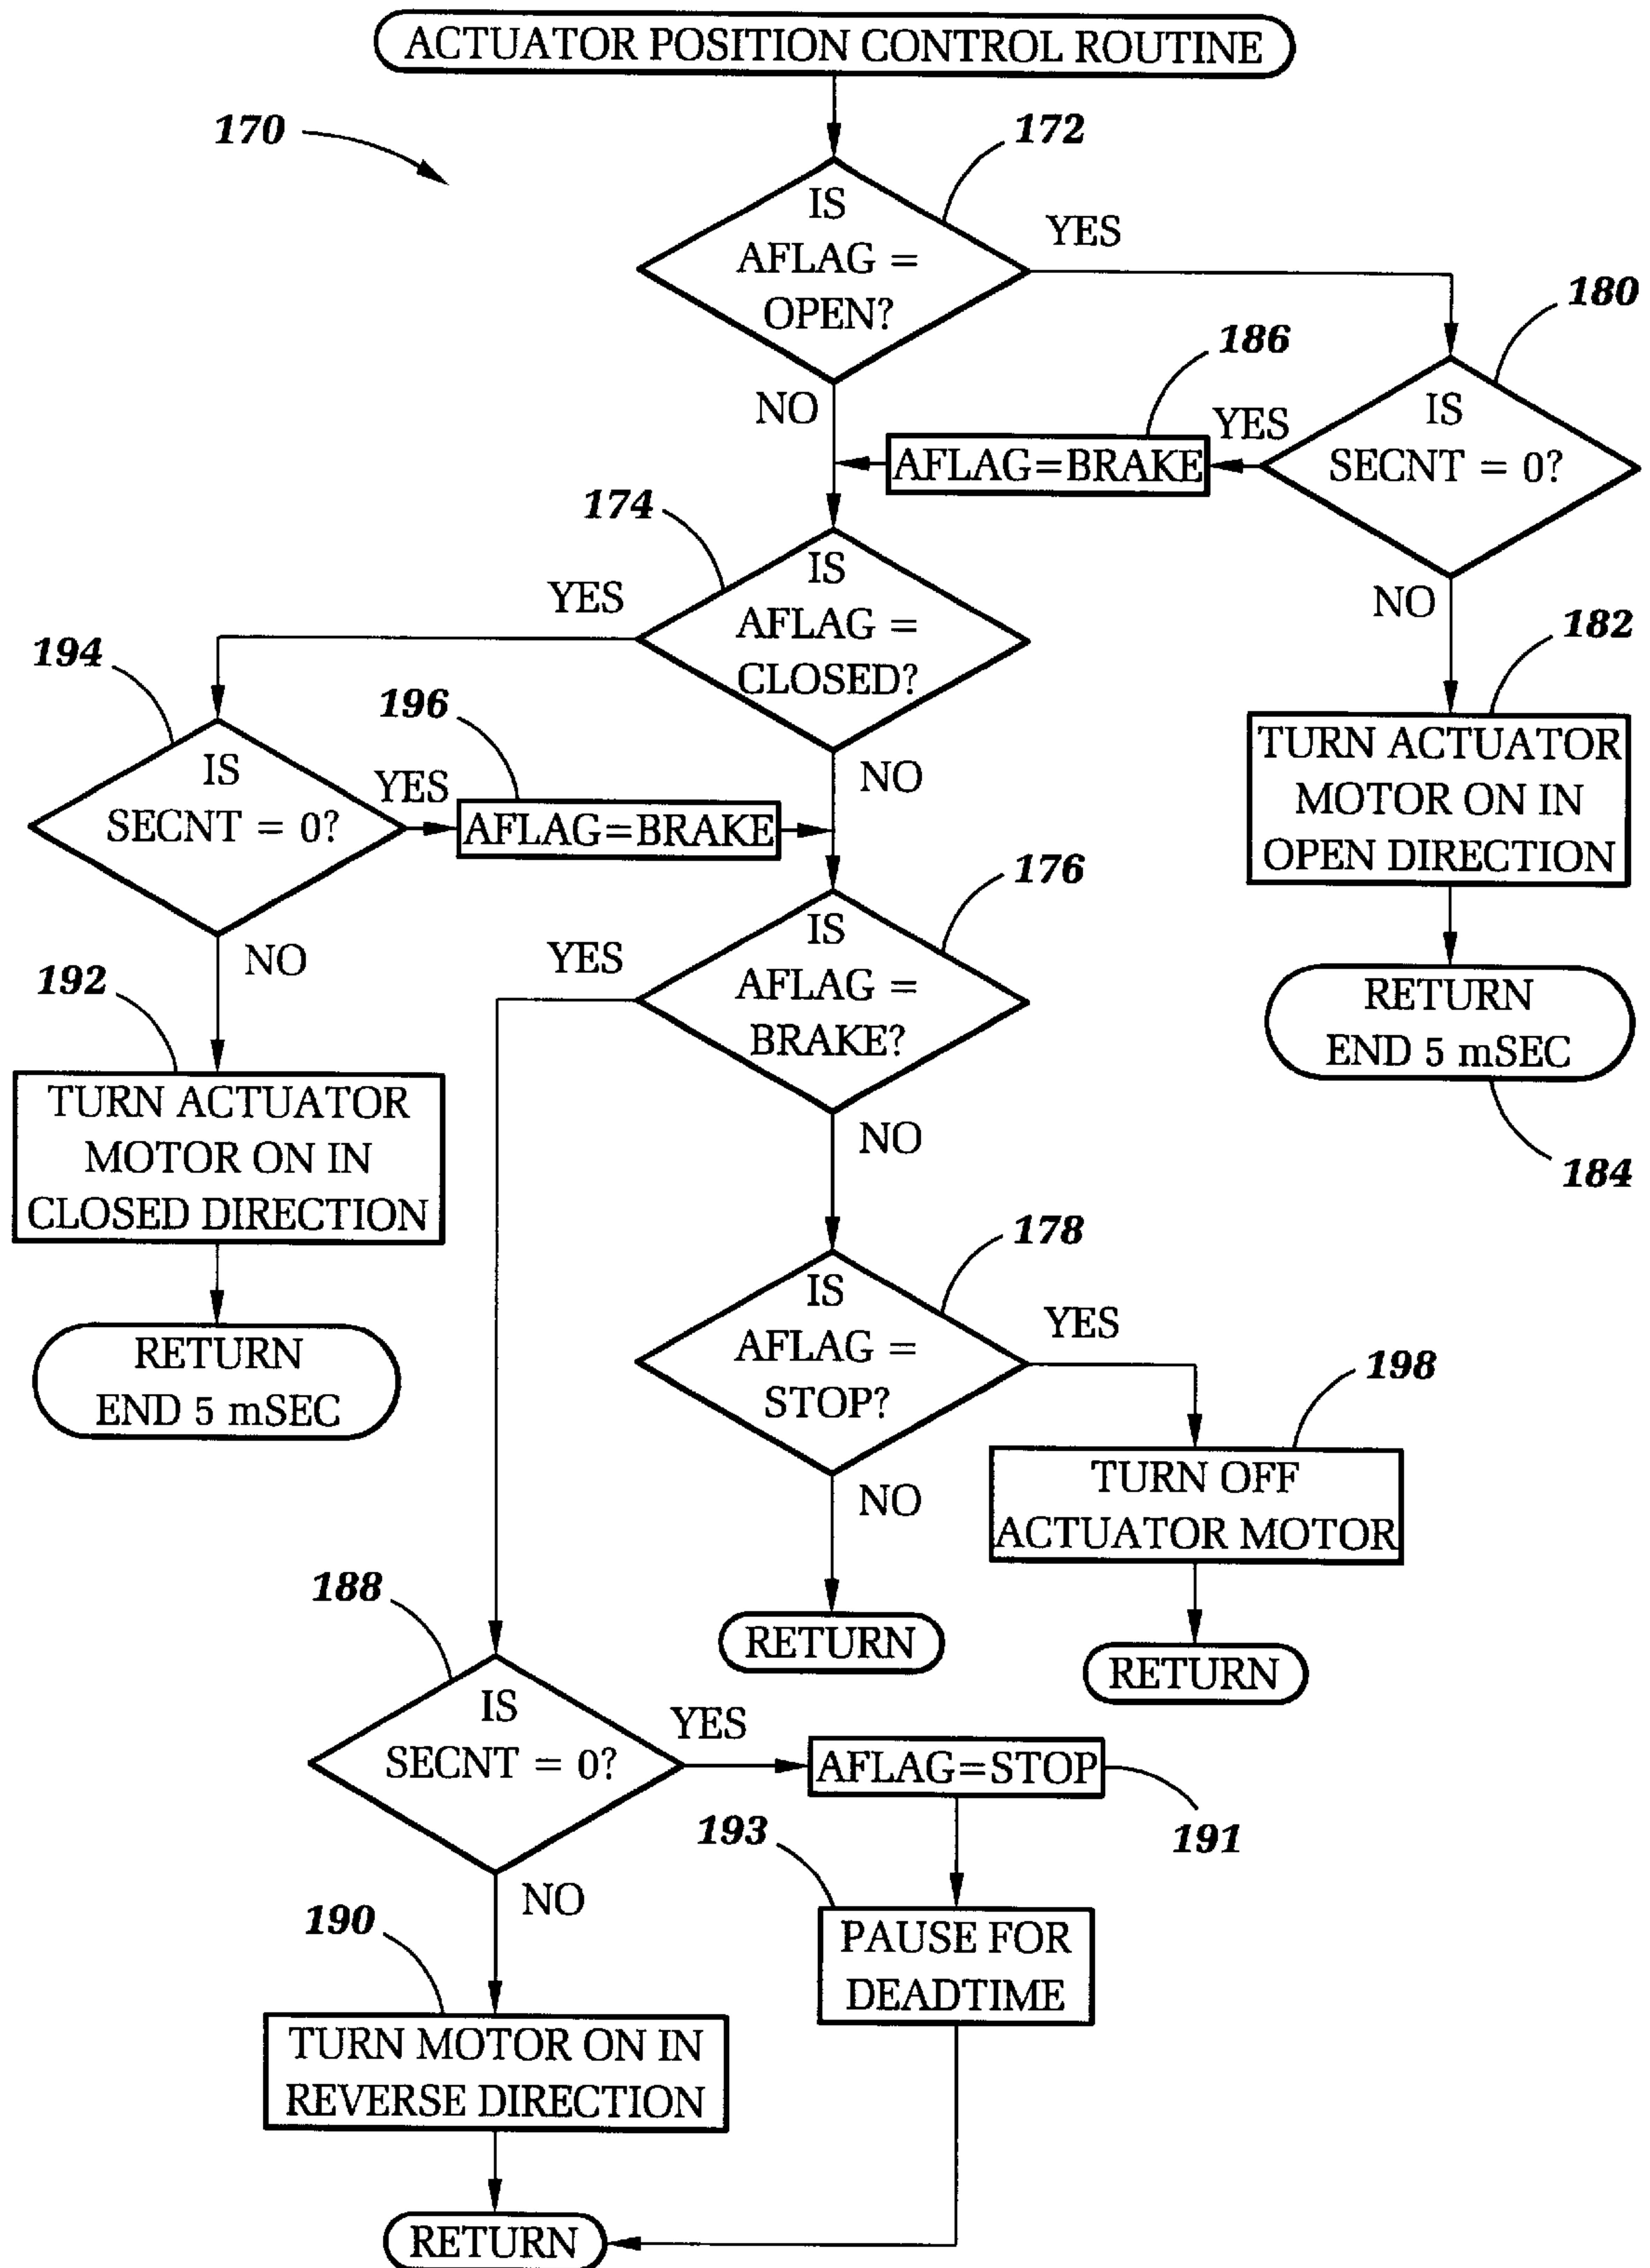 ACTUATOR POSITION CONTROL ROUTINE
170
172
IS
AFLAG =
OPEN?
YES
NO
180
IS
SECNT = 0?
YES
NO
186
AFLAG=BRAKE
182
TURN ACTUATOR
MOTOR ON IN
OPEN DIRECTION
RETURN
END 5 mSEC
184
174
IS
AFLAG =
CLOSED?
YES
NO
194
IS
SECNT = 0?
YES
NO
196
AFLAG=BRAKE
192
TURN ACTUATOR
MOTOR ON IN
CLOSED DIRECTION
RETURN
END 5 mSEC
176
IS
AFLAG =
BRAKE?
YES
NO
178
IS
AFLAG =
STOP?
YES
NO
198
TURN OFF
ACTUATOR MOTOR
RETURN
RETURN
188
IS
SECNT = 0?
YES
NO
AFLAG=STOP
191
193
PAUSE FOR
DEADTIME
190
TURN MOTOR ON IN
REVERSE DIRECTION
RETURN